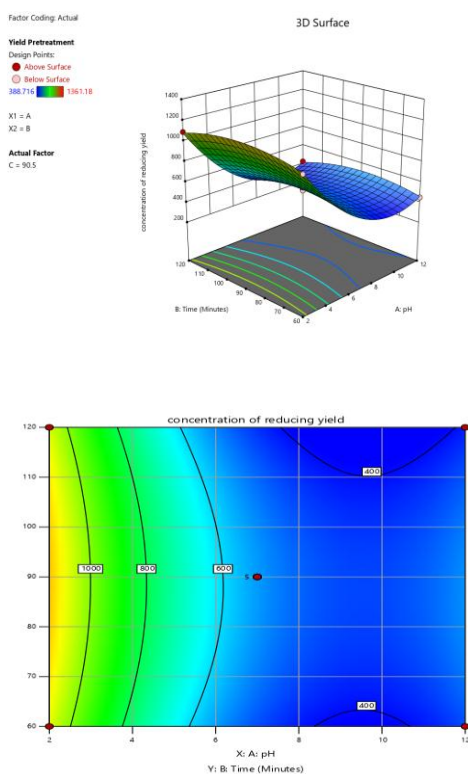 Factor Coding: Actual
3D Surface
Yield Pretreatment
Design Points:
Above Surface
Below Surface
388.716 1361.18
X1 = A
X2 = B
Actual Factor
C = 90.5
concentration of reducing yield
1400
1200
1000
800
600
400
200
120
110
100
90
80
70
60
2
4
6
8
10
12
B: Time (Minutes)
A: pH
concentration of reducing yield
120
110
100
90
80
70
60
400
1000
800
600
5
400
2
4
6
8
10
12
X: A: pH
Y: B: Time (Minutes)